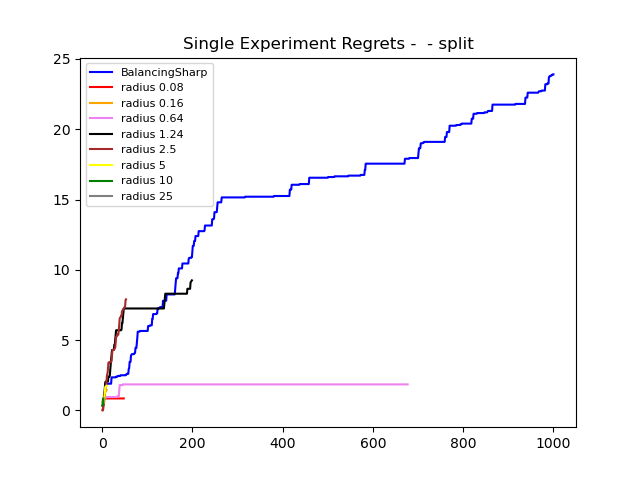 Single Experiment Regrets -  - split
25
20
15
10
5
0
BalancingSharp
radius 0.08
radius 0.16
radius 0.64
radius 1.24
radius 2.5
radius 5
radius 10
radius 25
0 200 400 600 800 1000